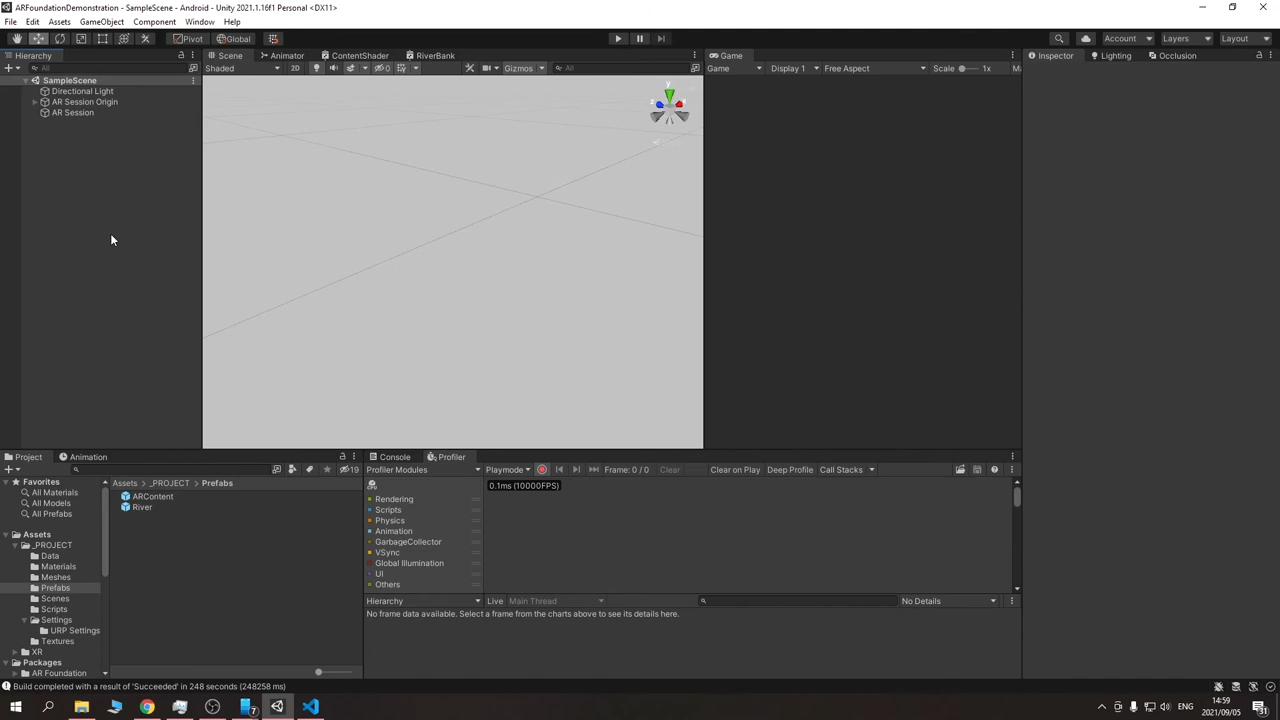 ARFoundationDemonstration - SampleScene - Android - Unity 2021.1.16f1 Personal <DX11>
File Edit Assets GameObject Component Window Help
Pivot Global Account Layers Layout
Hierarchy
All
SampleScene
Directional Light
AR Session Origin
AR Session
Scene Animator ContentShader RiverBank
Shaded 2D 0 Gizmos All
y
z
Game
Game Display 1 Free Aspect Scale 1x Ma
Inspector Lighting Occlusion
Project Animation
19
Favorites
All Materials
All Models
All Prefabs
Assets
_PROJECT
Data
Materials
Meshes
Prefabs
Scenes
Scripts
Settings
URP Settings
Textures
XR
Packages
AR Foundation
Assets _PROJECT Prefabs
ARContent
River
Console Profiler
Profiler Modules Playmode Frame: 0 / 0 Clear Clear on Play Deep Profile Call Stacks
CPU
0.1ms (10000FPS)
Rendering
Scripts
Physics
Animation
GarbageCollector
VSync
Global Illumination
UI
Others
Hierarchy Live Main Thread No Details
No frame data available. Select a frame from the charts above to see its details here.
Build completed with a result of 'Succeeded' in 248 seconds (248258 ms)
7
ENG
14:59
2021/09/05